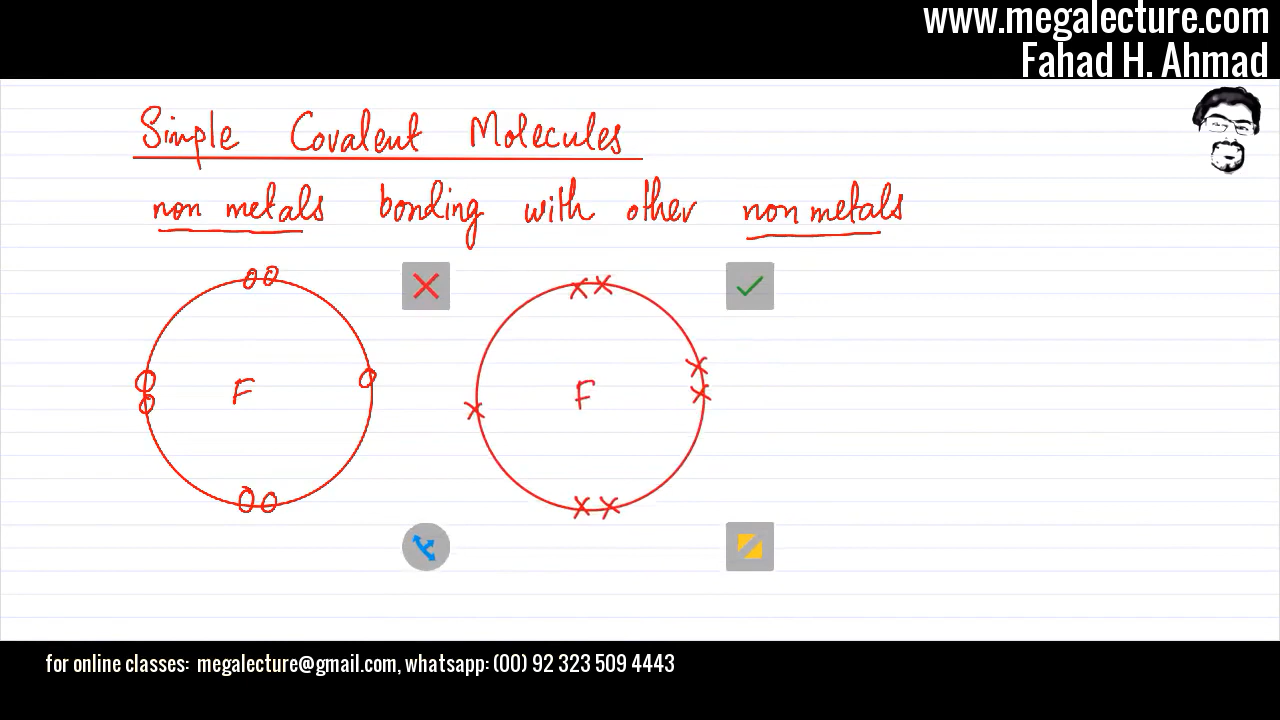 www.megalecture.com
Fahad H. Ahmad
Simple Covalent Molecules
non metals bonding with other non metals
F F
for online classes: megalecture@gmail.com, whatsapp: (00) 92 323 509 4443